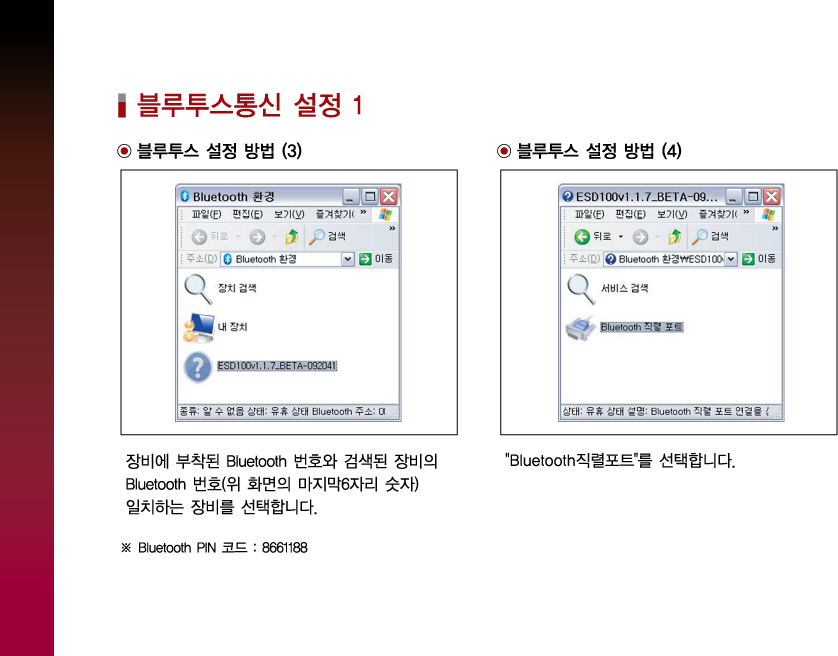 블루투스통신 설정 1
블루투스 설정 방법 (3)
Bluetooth 환경
파일(F) 편집(E) 보기(V) 즐겨찾기( »
뒤로 검색 »
주소(D) Bluetooth 환경 이동
장치 검색
내 장치
ESD100v1.1.7_BETA-092041
종류: 알 수 없음 상태: 유휴 상태 Bluetooth 주소: 0(
장비에 부착된 Bluetooth 번호와 검색된 장비의
Bluetooth 번호(위 화면의 마지막6자리 숫자)
일치하는 장비를 선택합니다.
※ Bluetooth PIN 코드 : 8661188
블루투스 설정 방법 (4)
ESD100v1.1.7_BETA-09...
파일(F) 편집(E) 보기(V) 즐겨찾기( »
뒤로 검색 »
주소(D) Bluetooth 환경₩ESD100v 이동
서비스 검색
Bluetooth 직렬 포트
상태: 유휴 상태 설명: Bluetooth 직렬 포트 연결을
"Bluetooth직렬포트"를 선택합니다.